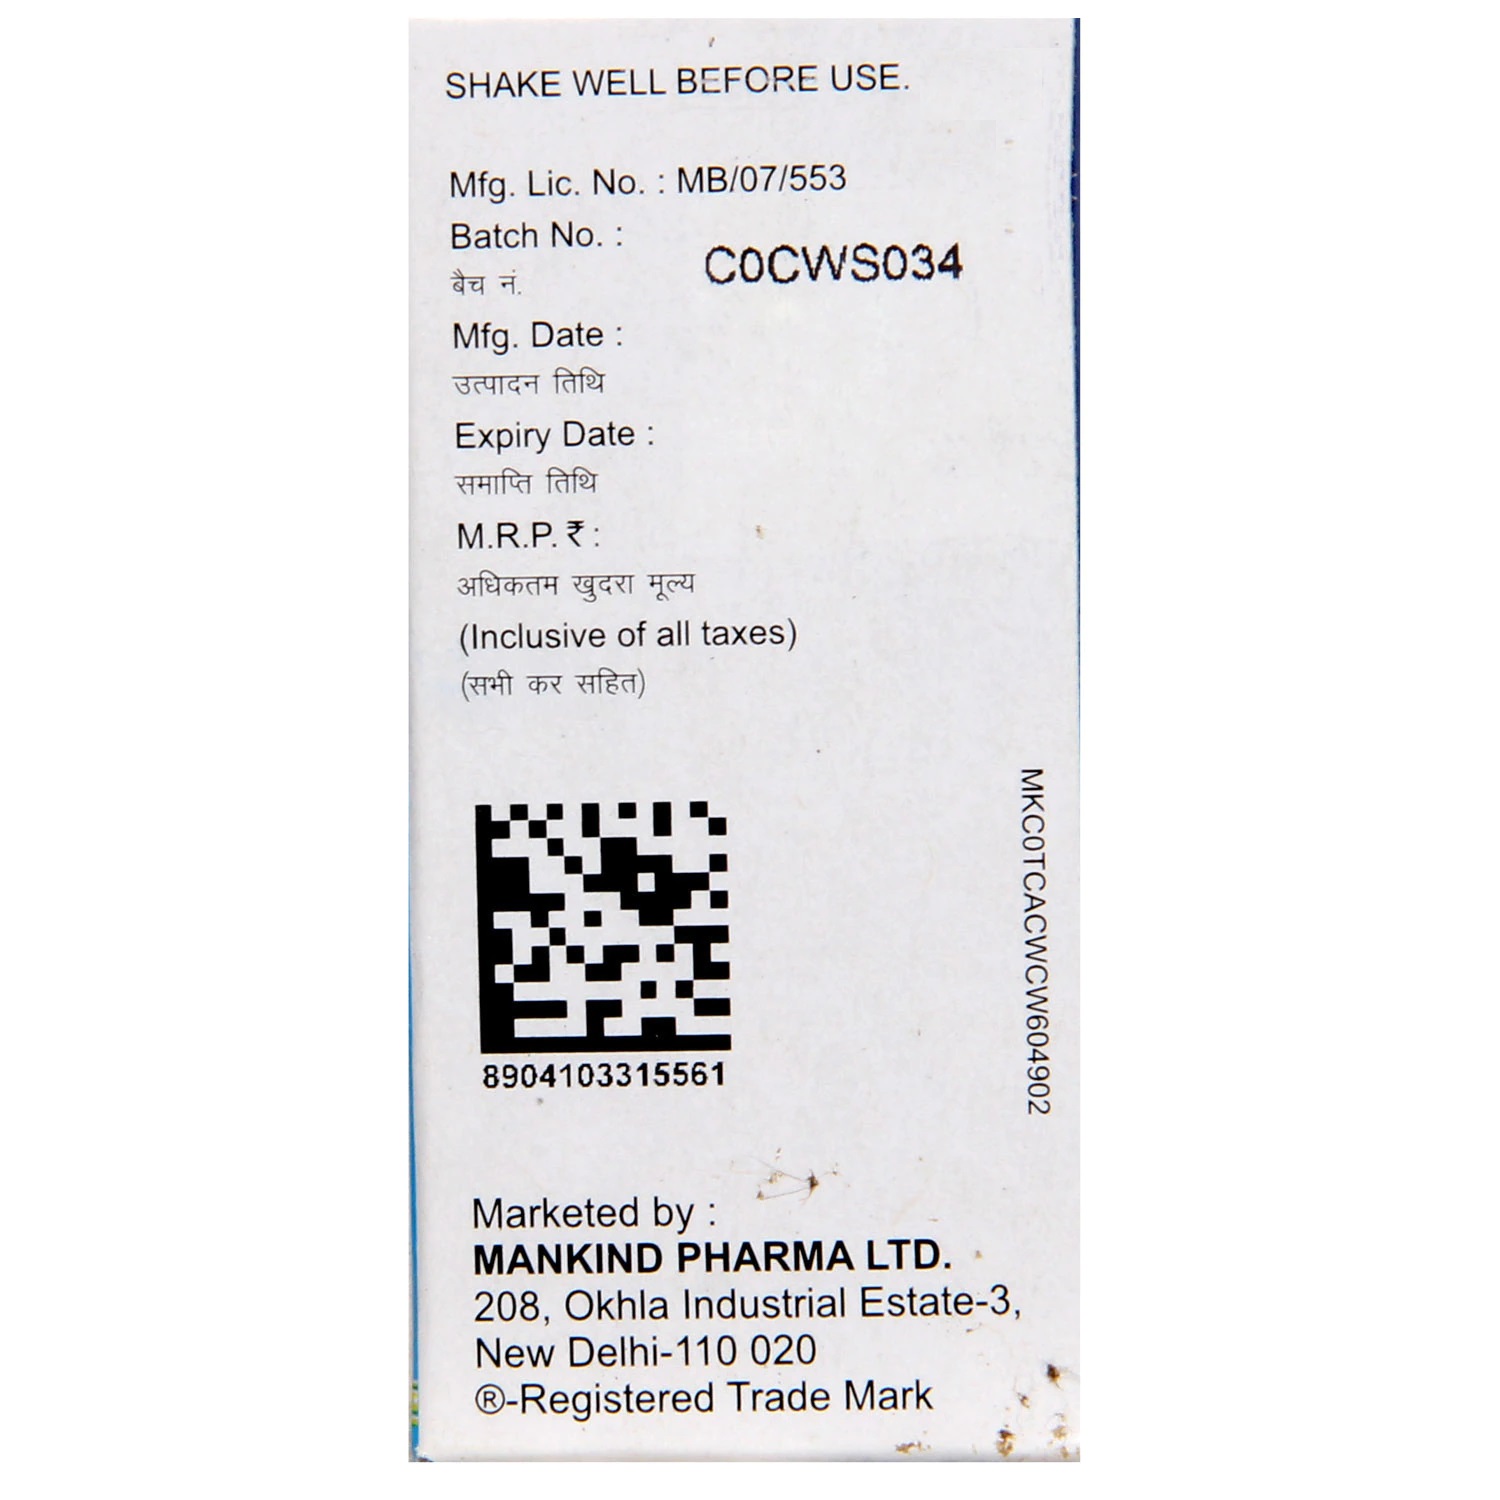 SHAKE WELL BEFORE USE.
Mfg. Lic. No. : MB/07/553
Batch No. : C0CWS034
बैच नं.
Mfg. Date :
उत्पादन तिथि
Expiry Date :
समाप्ति तिथि
M.R.P. ₹ :
अधिकतम खुदरा मूल्य
(Inclusive of all taxes)
(सभी कर सहित)
8904103315561
MKC0TCACWCW604902
Marketed by :
MANKIND PHARMA LTD.
208, Okhla Industrial Estate-3,
New Delhi-110 020
®-Registered Trade Mark